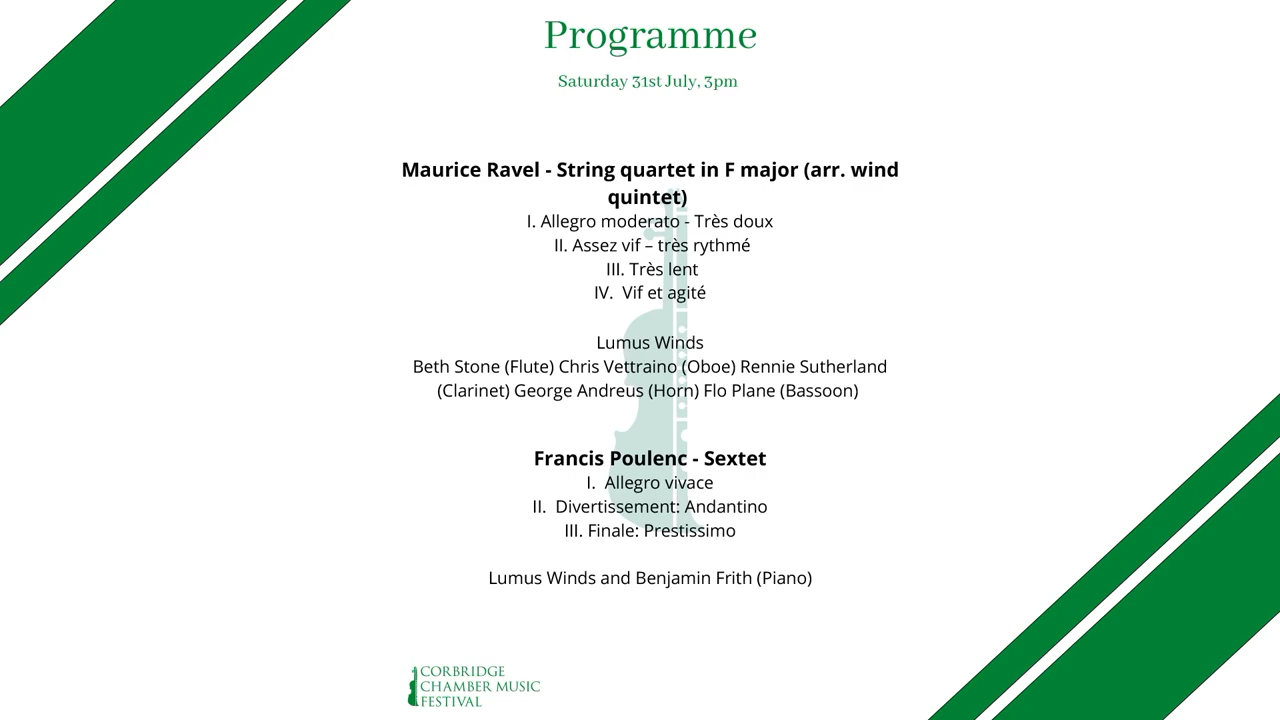 Programme
Saturday 31st July, 3pm
Maurice Ravel - String quartet in F major (arr. wind
quintet)
I. Allegro moderato - Très doux
II. Assez vif – très rythmé
III. Très lent
IV.  Vif et agité
Lumus Winds
Beth Stone (Flute) Chris Vettraino (Oboe) Rennie Sutherland
(Clarinet) George Andreus (Horn) Flo Plane (Bassoon)
Francis Poulenc - Sextet
I.  Allegro vivace
II.  Divertissement: Andantino
III. Finale: Prestissimo
Lumus Winds and Benjamin Frith (Piano)
CORBRIDGE
CHAMBER MUSIC
FESTIVAL